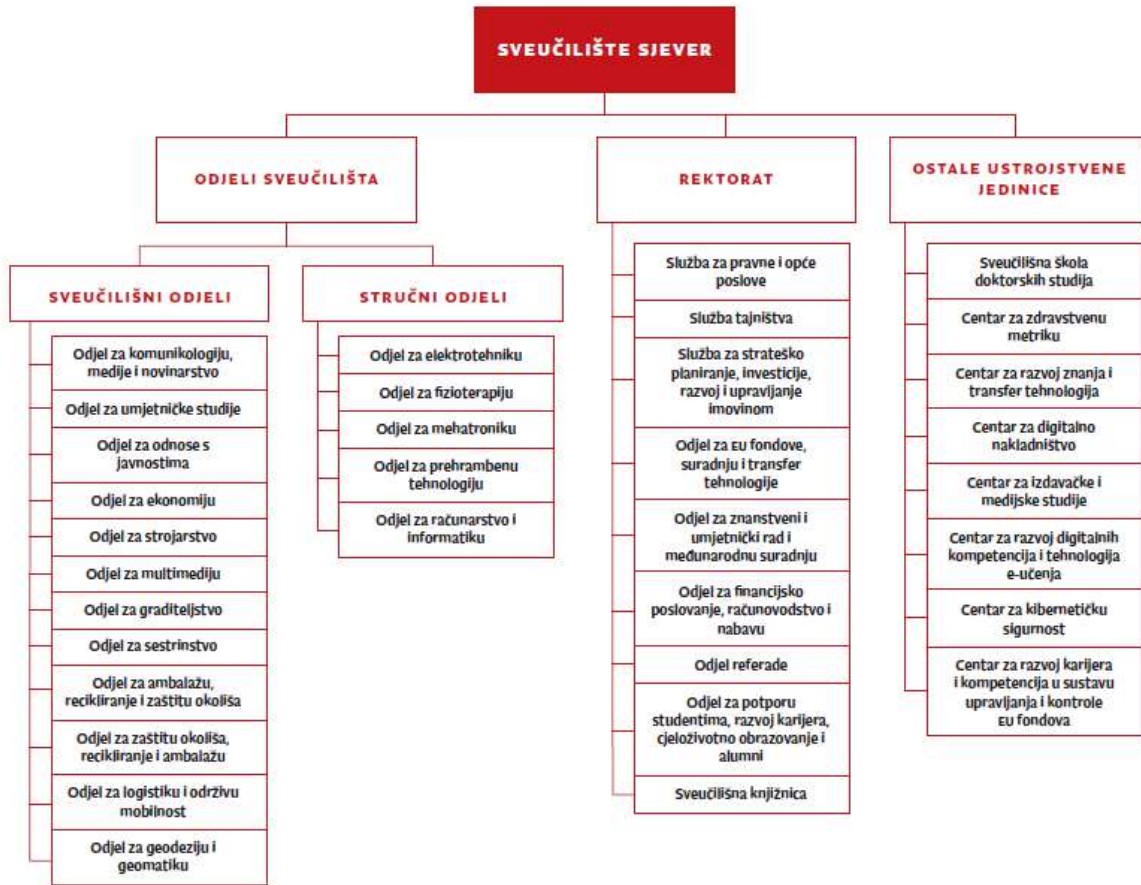 SVEUČILIŠTE SJEVER
ODJELI SVEUČILIŠTA
SVEUČILIŠNI ODJELI
Odjel za komunikologiju,
medije i novinarstvo
Odjel za umjetničke studije
Odjel za odnose s
javnostima
Odjel za ekonomiju
Odjel za strojarstvo
Odjel za multimediju
Odjel za graditeljstvo
Odjel za sestrinstvo
Odjel za ambalažu,
recikliranje i zaštitu okoliša
Odjel za zaštitu okoliša,
recikliranje i ambalažu
Odjel za logistiku i održivu
mobilnost
Odjel za geodeziju i
geomatiku
STRUČNI ODJELI
Odjel za elektrotehniku
Odjel za fizioterapiju
Odjel za mehatroniku
Odjel za prehrambenu
tehnologiju
Odjel za računarstvo i
informatiku
REKTORAT
Služba za pravne i opće
poslove
Služba tajništva
Služba za strateško
planiranje, investicije,
razvoj i upravljanje
imovinom
Odjel za EU fondove,
suradnju i transfer
tehnologije
Odjel za znanstveni i
umjetnički rad i
međunarodnu suradnju
Odjel za financijsko
poslovanje, računovodstvo i
nabavu
Odjel referade
Odjel za potporu
studentima, razvoj karijera,
cjeloživotno obrazovanje i
alumni
Sveučilišna knjižnica
OSTALE USTROJSTVENE
JEDINICE
Sveučilišna škola
doktorskih studija
Centar za zdravstvenu
metriku
Centar za razvoj znanja i
transfer tehnologija
Centar za digitalno
nakladništvo
Centar za izdavačke i
medijske studije
Centar za razvoj digitalnih
kompetencija i tehnologija
e-učenja
Centar za kibernetičku
sigurnost
Centar za razvoj karijera
i kompetencija u sustavu
upravljanja i kontrole
EU fondova